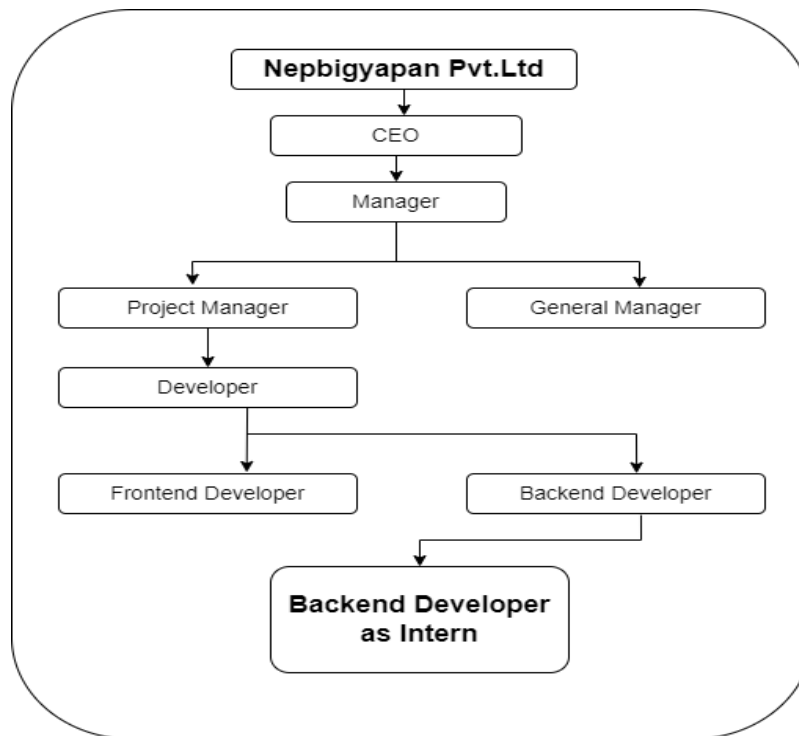 Nepbigyapan Pvt.Ltd
CEO
Manager
Project Manager
General Manager
Developer
Frontend Developer
Backend Developer
Backend Developer
as Intern